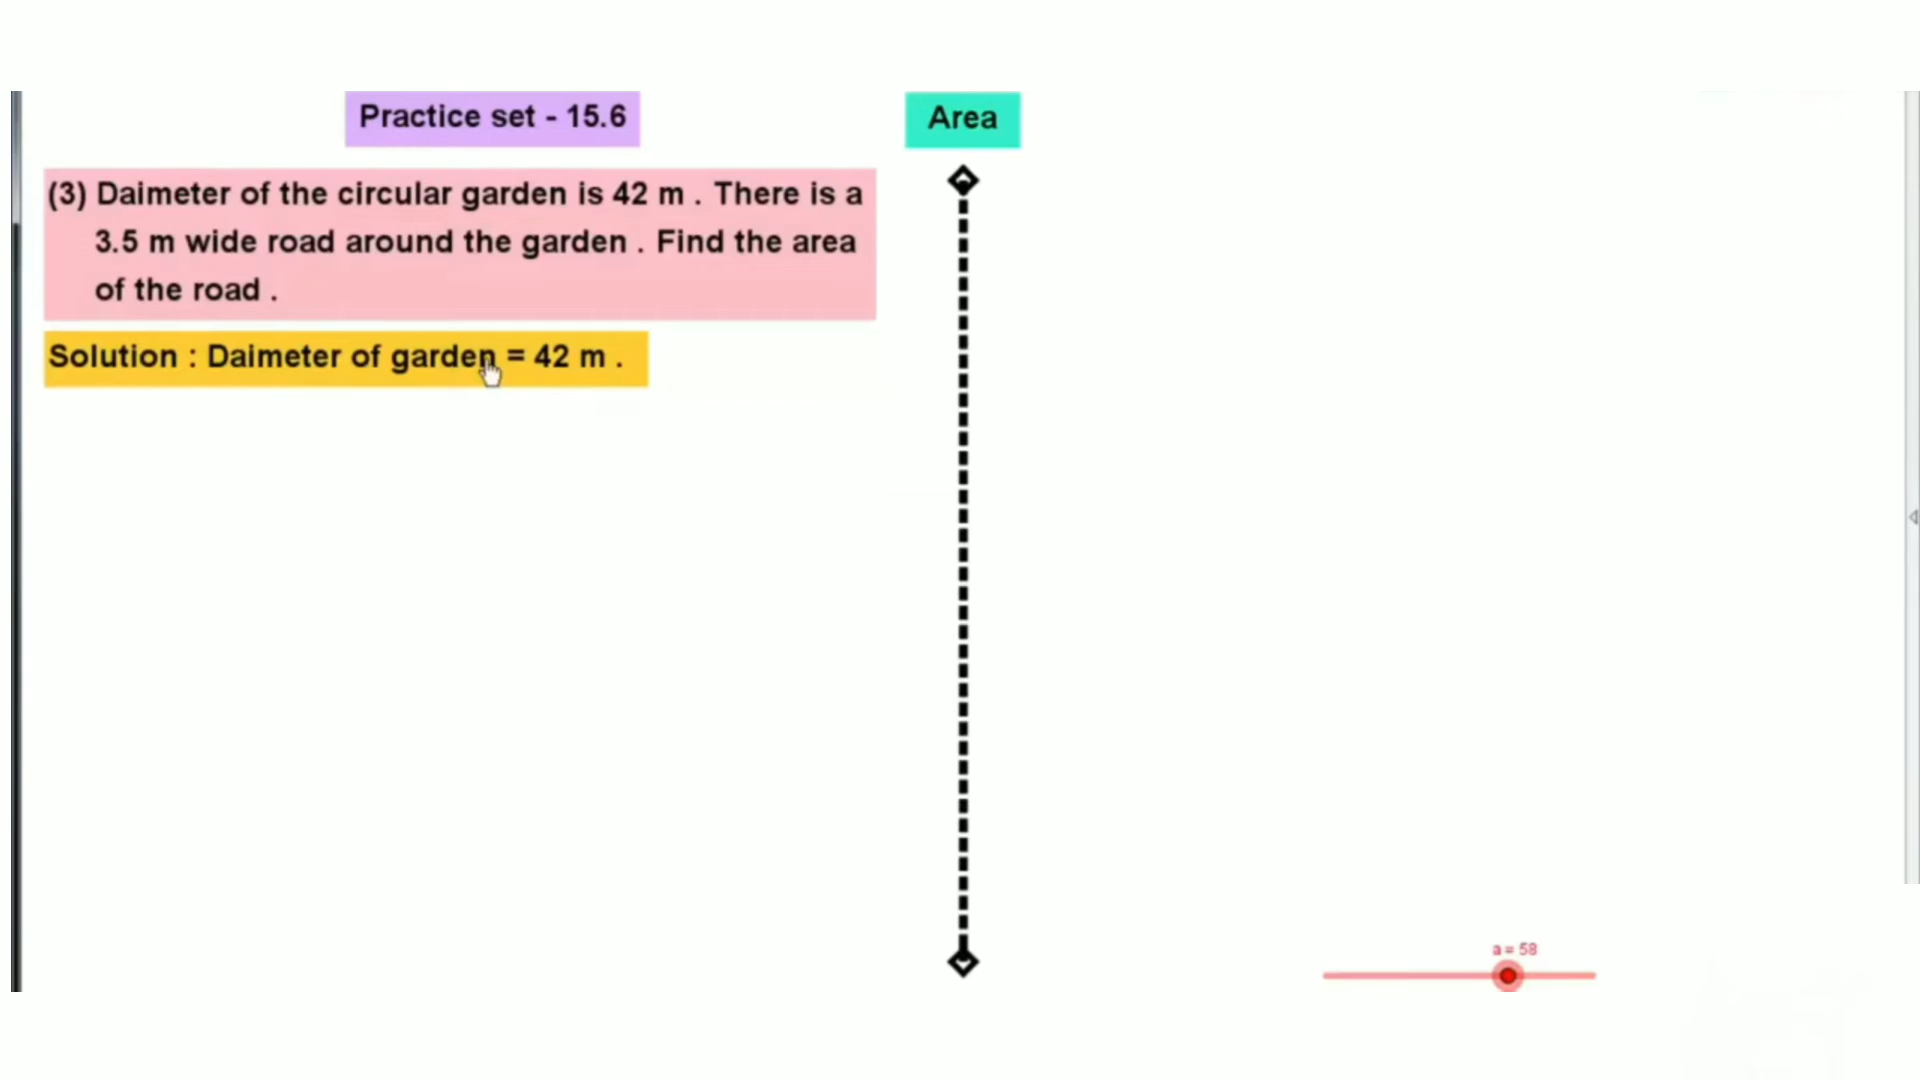 Practice set - 15.6
Area
(3) Daimeter of the circular garden is 42 m . There is a
3.5 m wide road around the garden . Find the area
of the road .
Solution : Daimeter of garden = 42 m .
a = 58